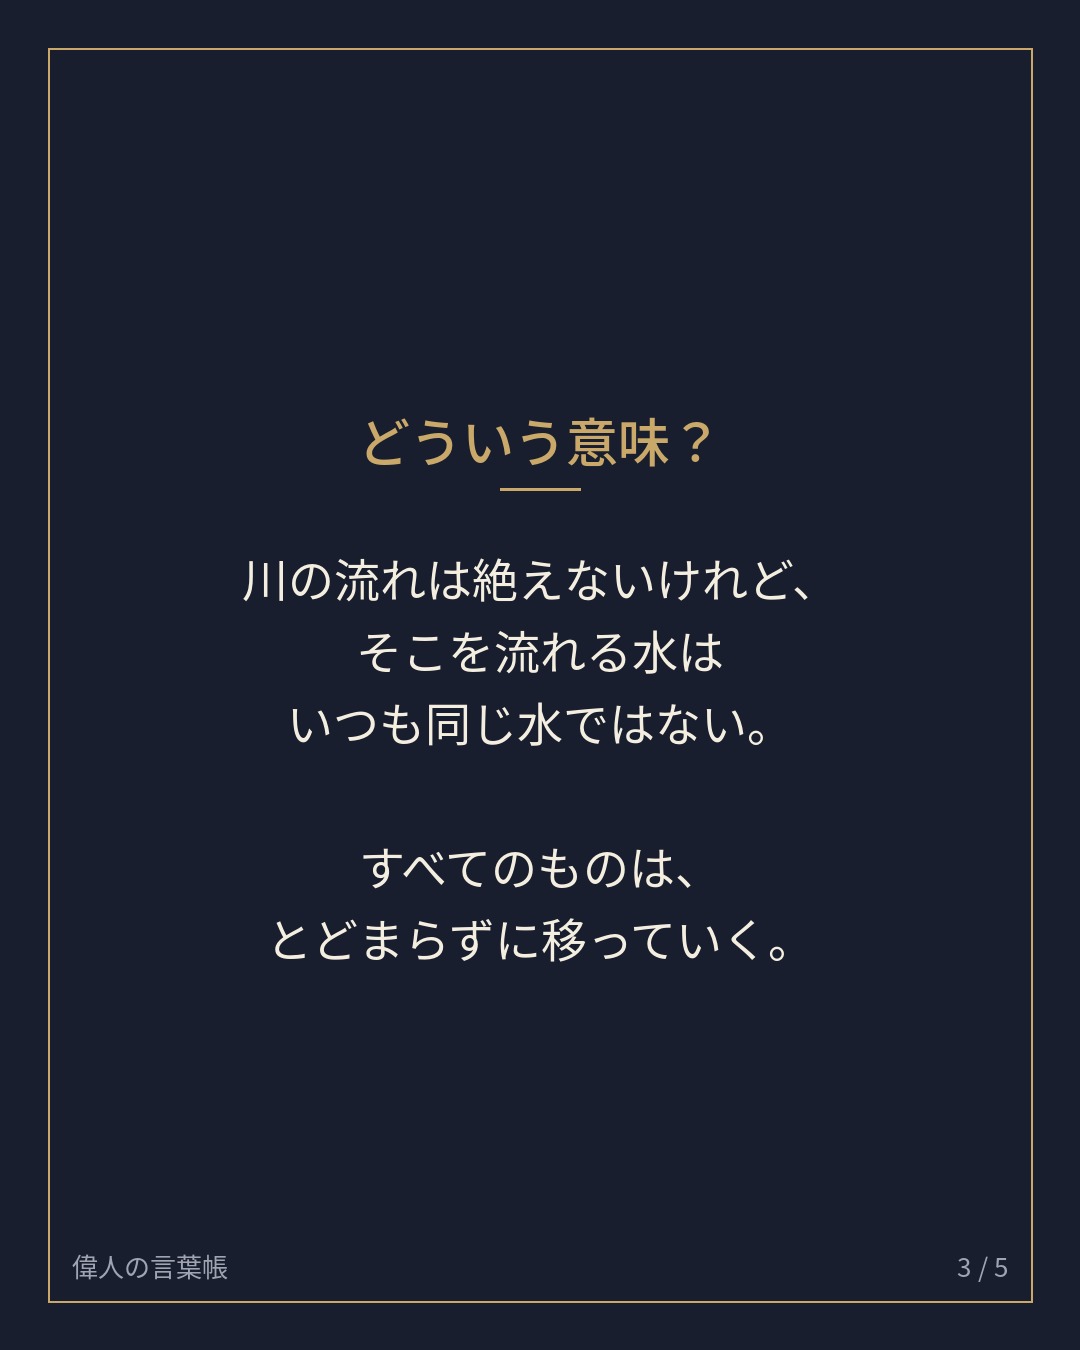 どういう意味？
川の流れは絶えないけれど、
そこを流れる水は
いつも同じ水ではない。
すべてのものは、
とどまらずに移っていく。
偉人の言葉帳
3 / 5